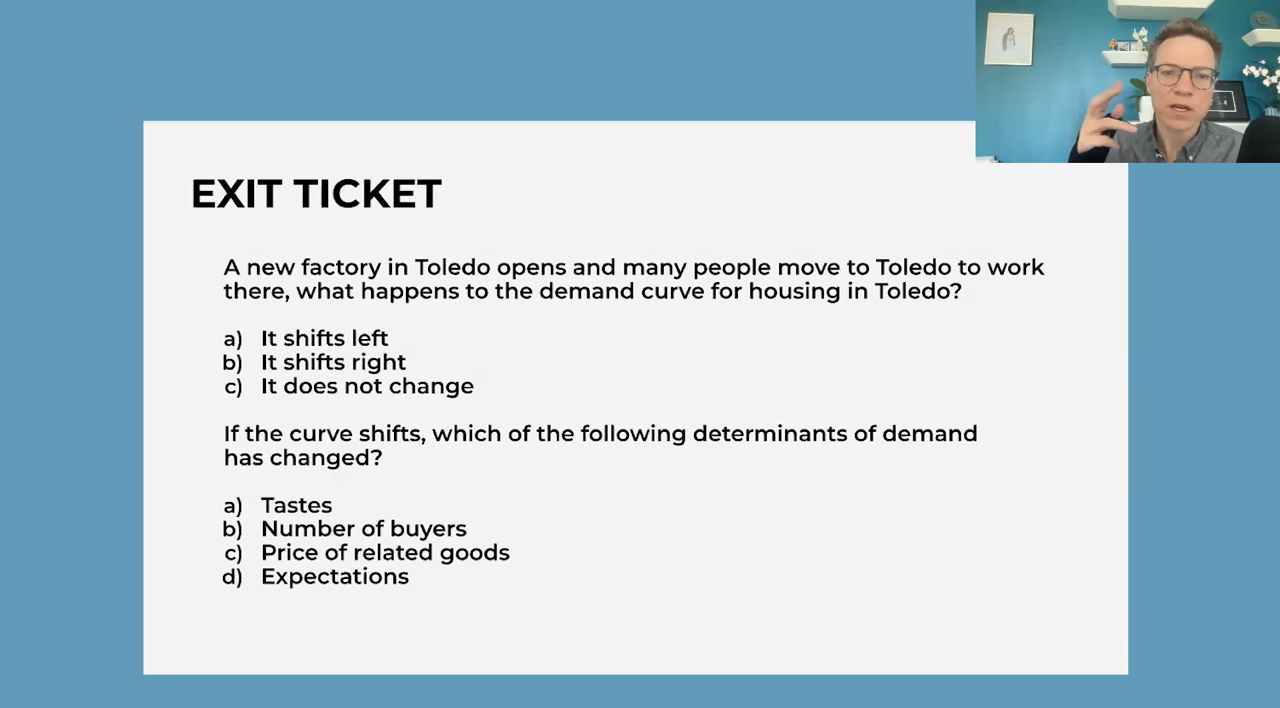 EXIT TICKET
A new factory in Toledo opens and many people move to Toledo to work
there, what happens to the demand curve for housing in Toledo?
a) It shifts left
b) It shifts right
c) It does not change
If the curve shifts, which of the following determinants of demand
has changed?
a) Tastes
b) Number of buyers
c) Price of related goods
d) Expectations